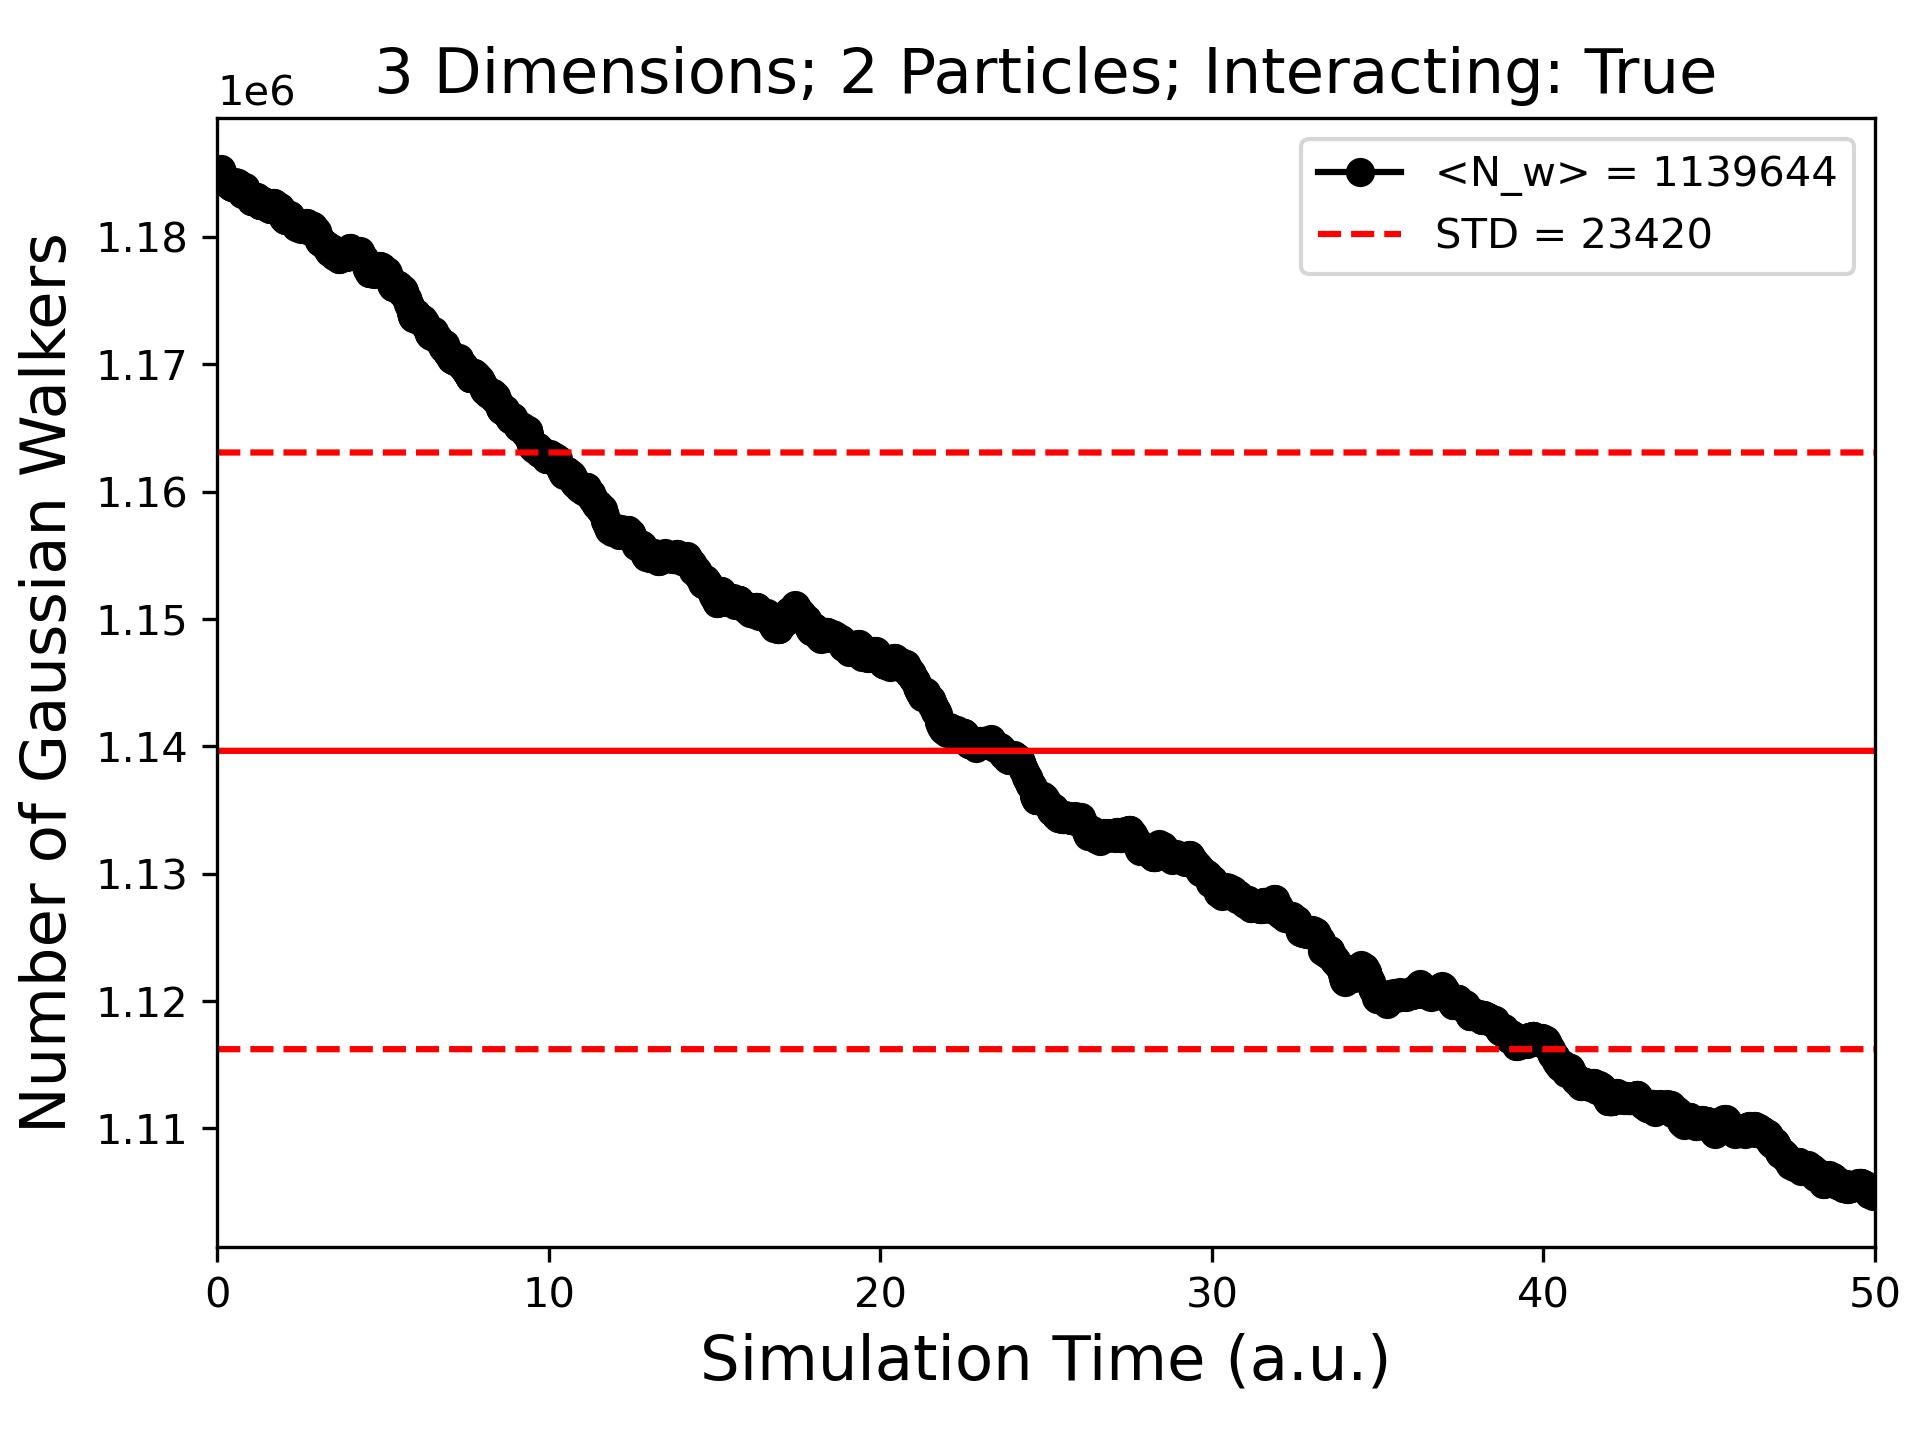 3 Dimensions; 2 Particles; Interacting: True
1e6
<N_w> = 1139644
STD = 23420
Number of Gaussian Walkers
1.18
1.17
1.16
1.15
1.14
1.13
1.12
1.11
0 10 20 30 40 50
Simulation Time (a.u.)